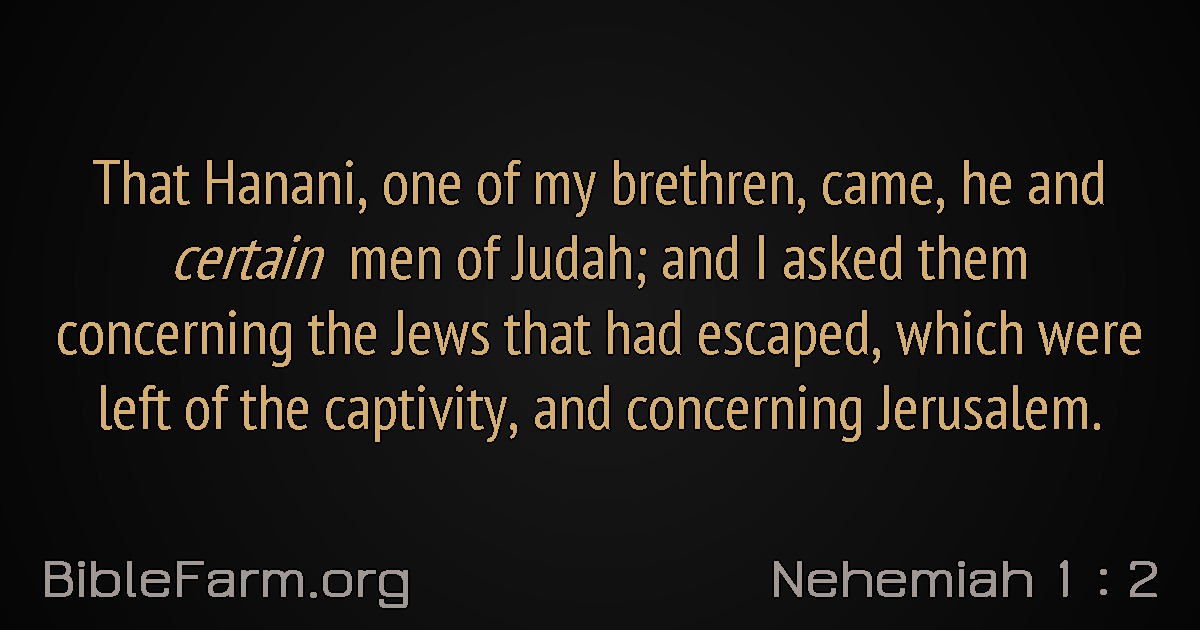 That Hanani, one of my brethren, came, he and
certain men of Judah; and I asked them
concerning the Jews that had escaped, which were
left of the captivity, and concerning Jerusalem.
BibleFarm.org
Nehemiah 1 : 2